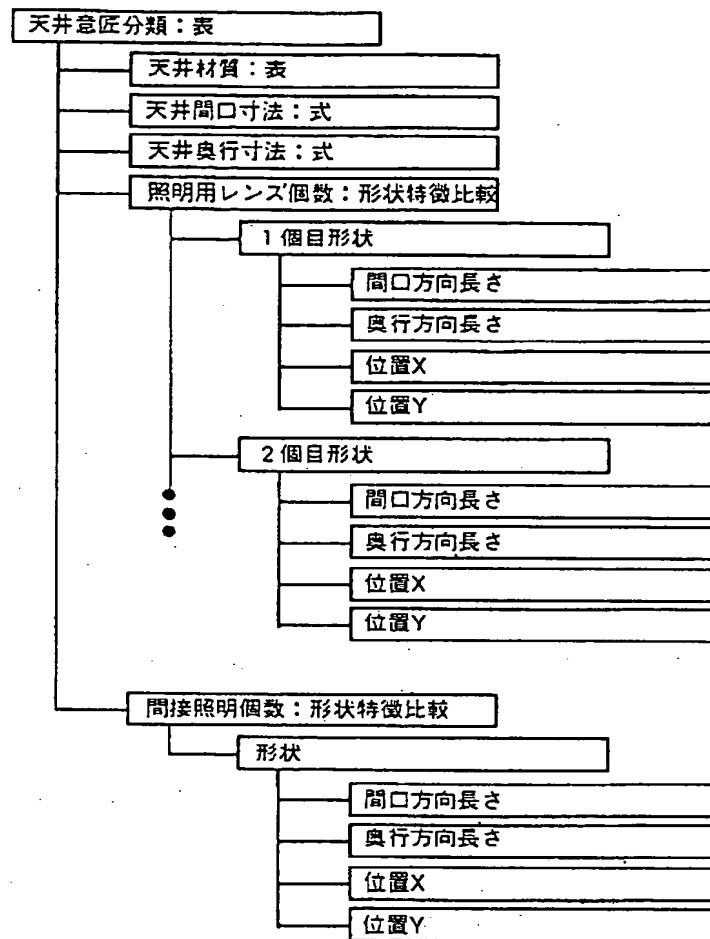 天井意匠分類：表
天井材質：表
天井間口寸法：式
天井奥行寸法：式
照明用レンズ個数：形状特徴比較
1個目形状
間口方向長さ
奥行方向長さ
位置X
位置Y
2個目形状
間口方向長さ
奥行方向長さ
位置X
位置Y
間接照明個数：形状特徴比較
形状
間口方向長さ
奥行方向長さ
位置X
位置Y